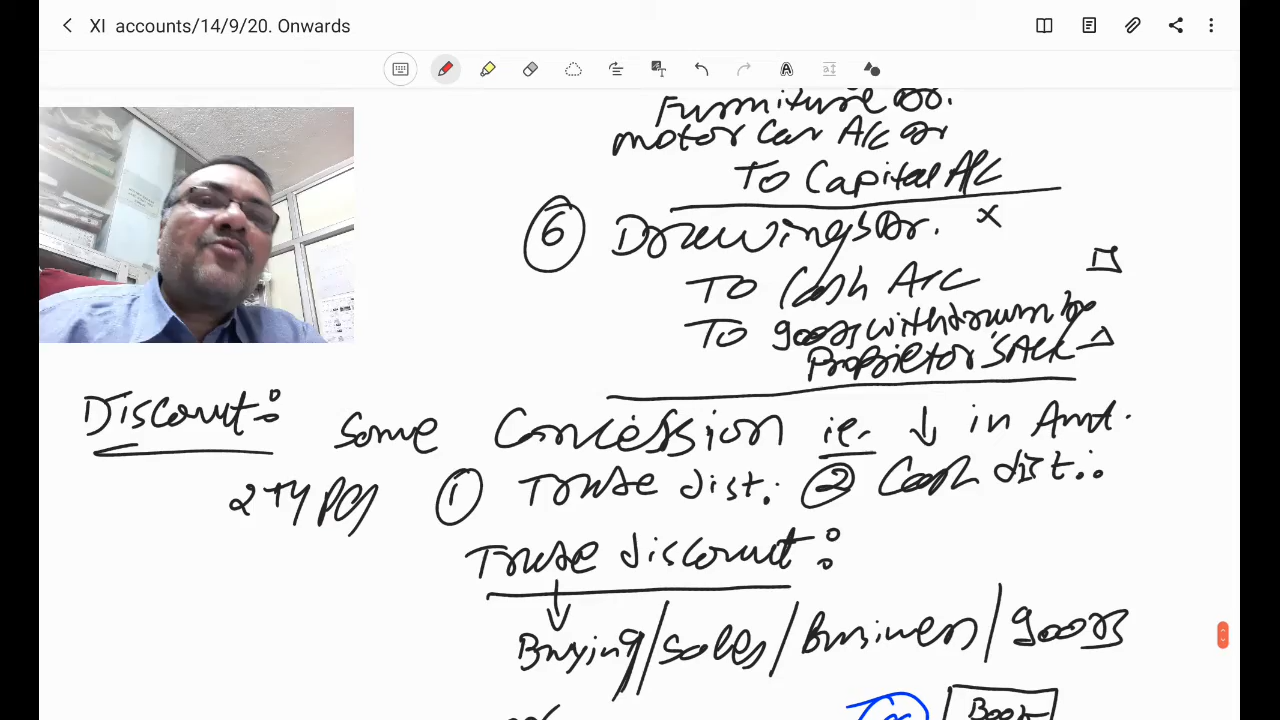 XI accounts/14/9/20. Onwards
Furniture Dr.
motor Car A/c Dr
To Capital A/c
6 Drawings Dr. x
To Cash A/c
To goods withdrawn by
Proprietor's A/c
Discount: Some Concession ie. ↓ in Amt.
2 types 1 Trade dist. 2 Cash dist.
Trade discount:
↓
Buying/Sales/Business/goods
Book